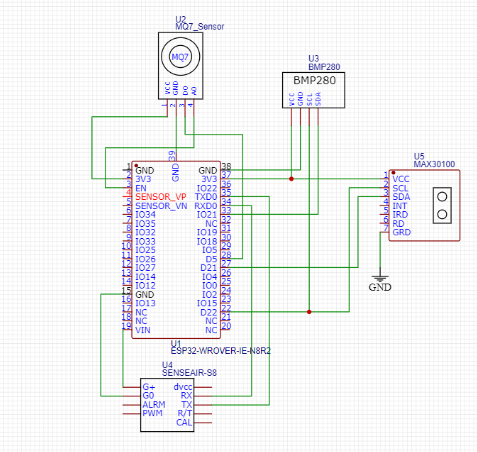 U2
MQ7_Sensor
MQ7
VCC
GND
DO
AO
1
2
3
4
U3
BMP280
BMP280
VCC
GND
SCL
SDA
U5
MAX30100
1 VCC
2 SCL
3 SDA
4 INT
5 IRD
6 RD
7 GRD
GND
39
GND
1 GND GND 38
2 3V3 3V3 37
3 EN IO22 36
4 SENSOR_VP TXD0 35
5 SENSOR_VN RXD0 34
6 IO34 IO21 33
7 IO35 NC 32
8 IO32 IO19 31
9 IO33 IO18 30
10 IO25 IO5 29
11 IO26 D5 28
12 IO27 D21 27
13 IO14 IO4 26
14 IO12 IO0 25
15 GND IO2 24
16 IO13 IO15 23
17 NC D22 22
18 NC NC 21
19 VIN NC 20
U1
ESP32-WROVER-IE-N8R2
U4
SENSEAIR-S8
G+ dvcc
G0 RX
ALRM TX
PWM R/T
CAL